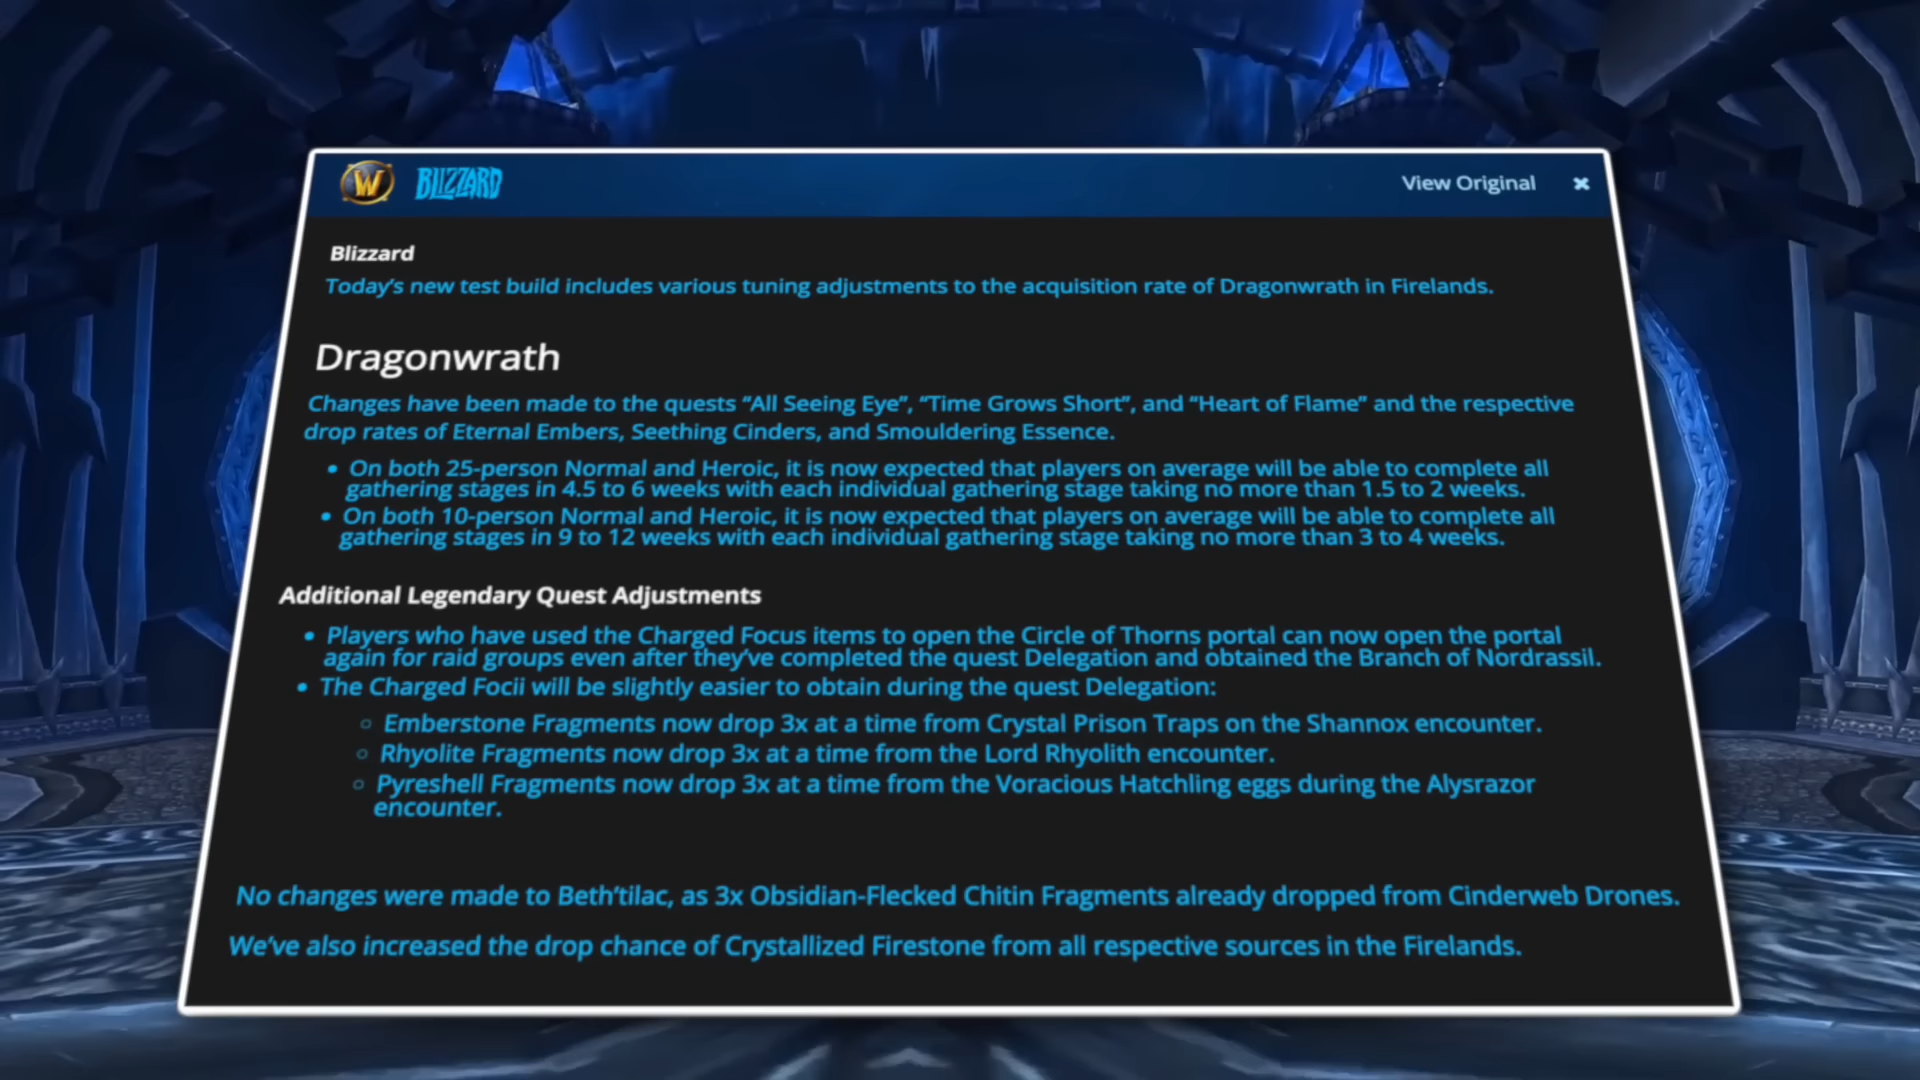 W BLIZZARD View Original ×
Blizzard
Today's new test build includes various tuning adjustments to the acquisition rate of Dragonwrath in Firelands.
Dragonwrath
Changes have been made to the quests “All Seeing Eye”, “Time Grows Short”, and “Heart of Flame” and the respective
drop rates of Eternal Embers, Seething Cinders, and Smouldering Essence.
• On both 25-person Normal and Heroic, it is now expected that players on average will be able to complete all
gathering stages in 4.5 to 6 weeks with each individual gathering stage taking no more than 1.5 to 2 weeks.
• On both 10-person Normal and Heroic, it is now expected that players on average will be able to complete all
gathering stages in 9 to 12 weeks with each individual gathering stage taking no more than 3 to 4 weeks.
Additional Legendary Quest Adjustments
• Players who have used the Charged Focus items to open the Circle of Thorns portal can now open the portal
again for raid groups even after they've completed the quest Delegation and obtained the Branch of Nordrassil.
• The Charged Focii will be slightly easier to obtain during the quest Delegation:
○ Emberstone Fragments now drop 3x at a time from Crystal Prison Traps on the Shannox encounter.
○ Rhyolite Fragments now drop 3x at a time from the Lord Rhyolith encounter.
○ Pyreshell Fragments now drop 3x at a time from the Voracious Hatchling eggs during the Alysrazor
encounter.
No changes were made to Beth'tilac, as 3x Obsidian-Flecked Chitin Fragments already dropped from Cinderweb Drones.
We've also increased the drop chance of Crystallized Firestone from all respective sources in the Firelands.